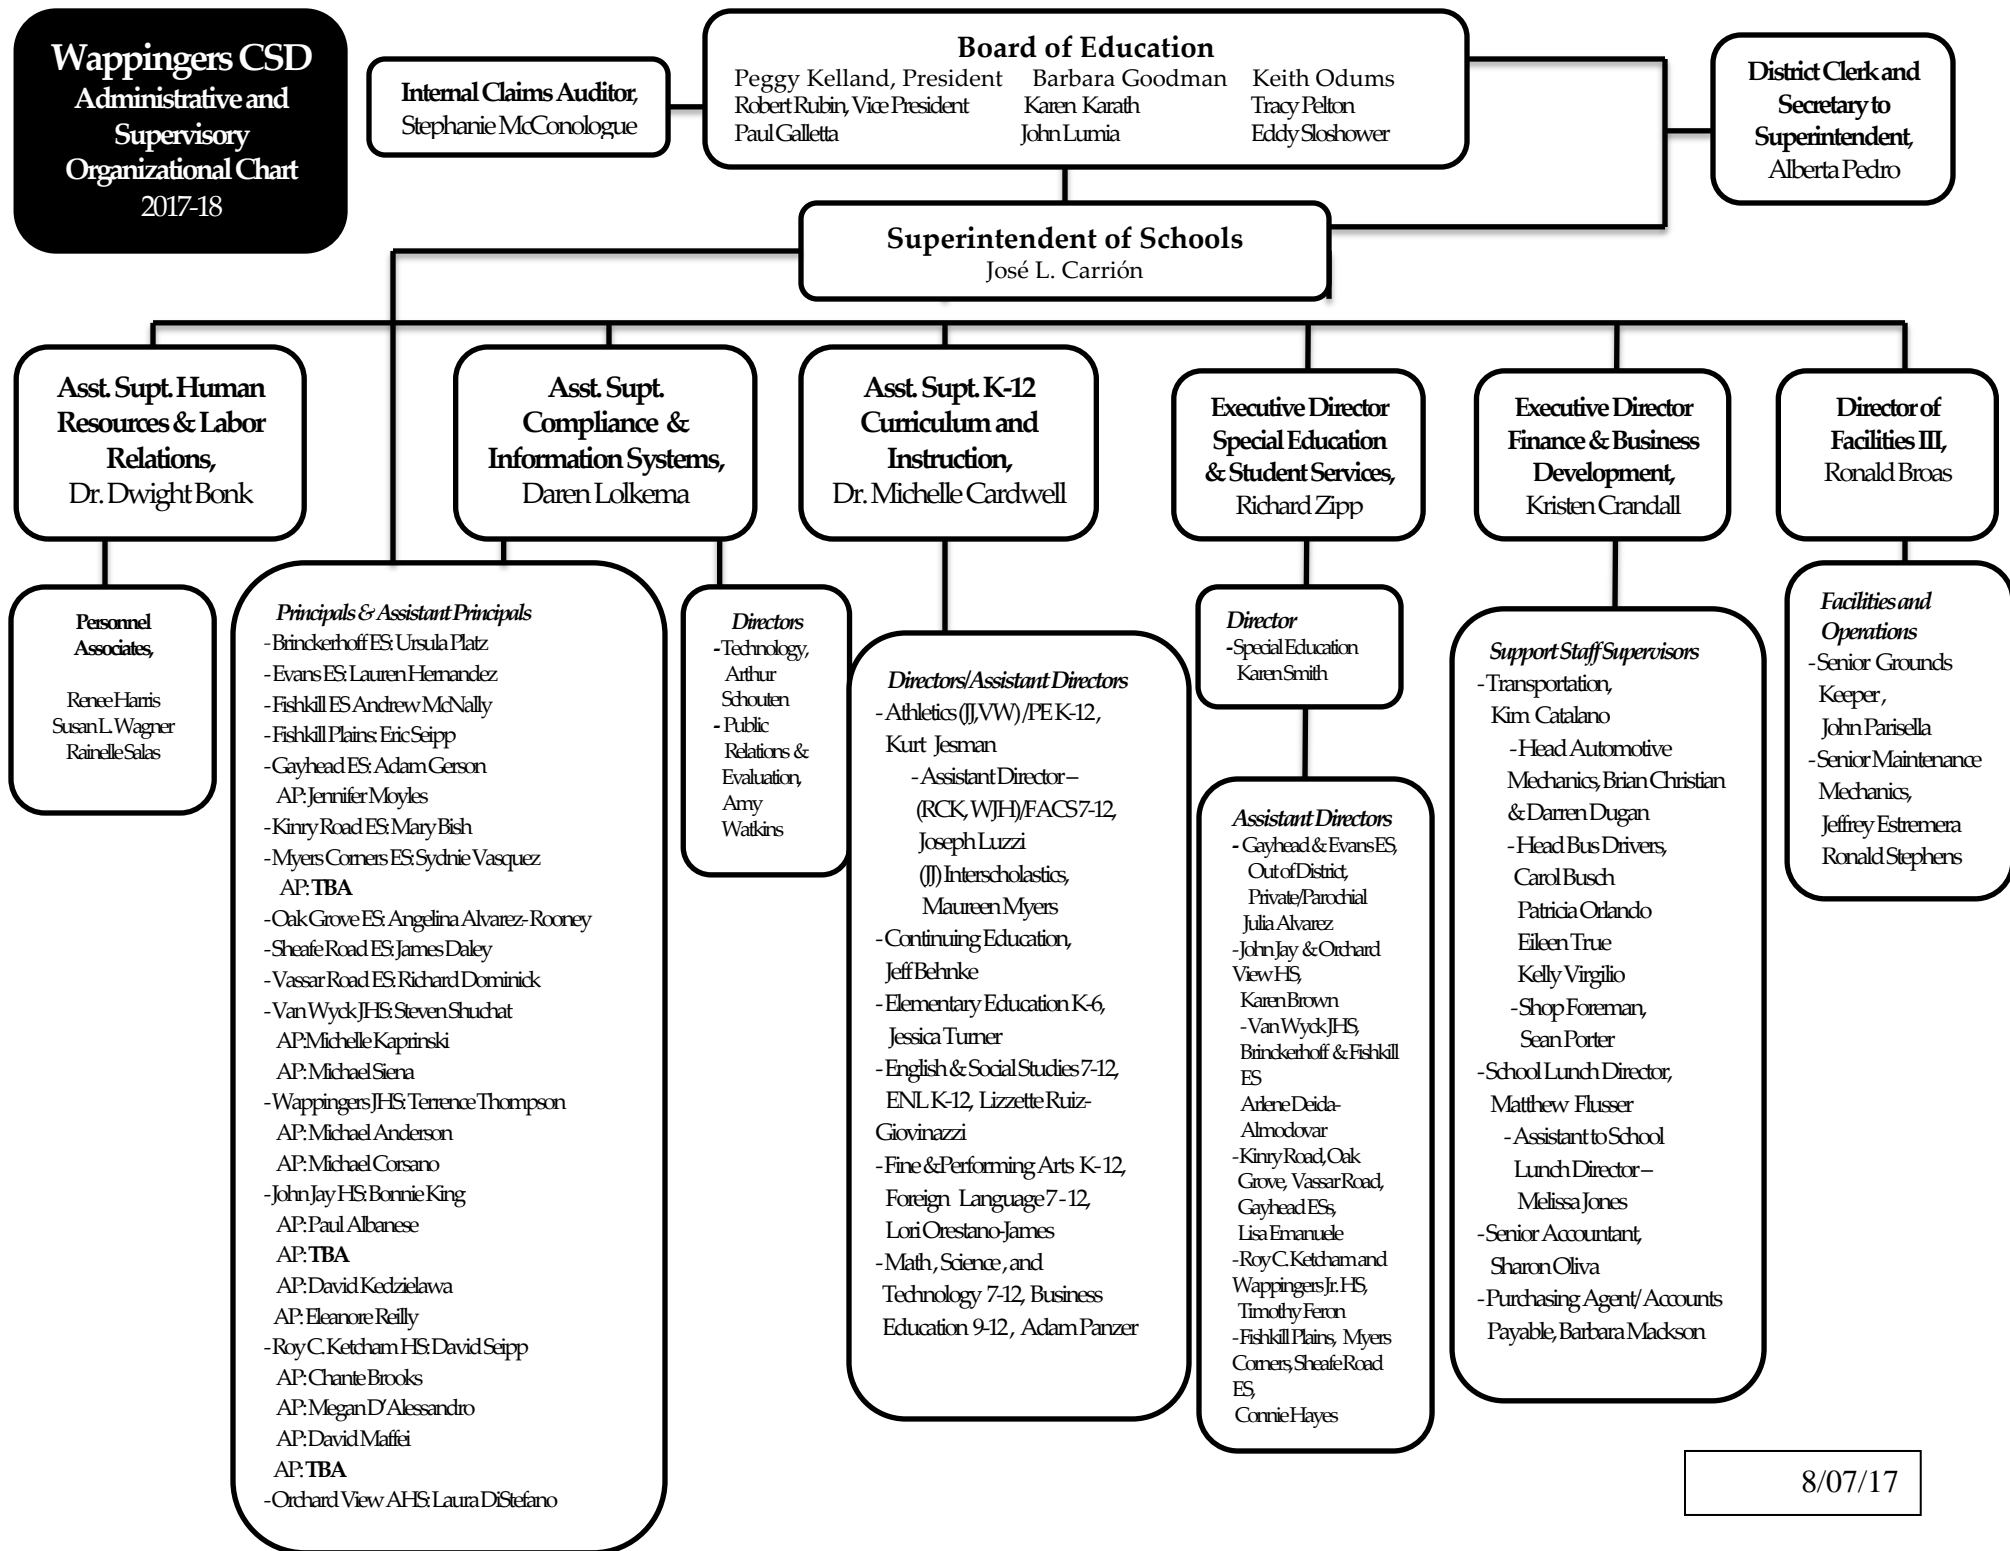 Wappingers CSD
Administrative and
Supervisory
Organizational Chart
2017-18
Internal Claims Auditor,
Stephanie McConologue
Board of Education
Peggy Kelland, President Barbara Goodman Keith Odums
Robert Rubin, Vice President Karen Karath Tracy Pelton
Paul Galletta John Lumia Eddy Sloshower
District Clerk and
Secretary to
Superintendent,
Alberta Pedro
Superintendent of Schools
José L. Carrión
Asst. Supt. Human
Resources & Labor
Relations,
Dr. Dwight Bonk
Asst. Supt.
Compliance &
Information Systems,
Daren Lolkema
Asst. Supt. K-12
Curriculum and
Instruction,
Dr. Michelle Cardwell
Executive Director
Special Education
& Student Services,
Richard Zipp
Executive Director
Finance & Business
Development,
Kristen Crandall
Director of
Facilities III,
Ronald Broas
Personnel
Associates,
Renee Harris
Susan L. Wagner
Rainelle Salas
Principals & Assistant Principals
-Brinckerhoff ES: Ursula Platz
-Evans ES: Lauren Hernandez
-Fishkill ES Andrew McNally
-Fishkill Plains: Eric Seipp
-Gayhead ES: Adam Gerson
AP: Jennifer Moyles
-Kinry Road ES: Mary Bish
-Myers Corners ES: Sydnie Vasquez
AP: TBA
-Oak Grove ES: Angelina Alvarez-Rooney
-Sheafe Road ES: James Daley
-Vassar Road ES: Richard Dominick
-Van Wyck JHS: Steven Shuchat
AP:Michelle Kaprinski
AP: Michael Siena
-Wappingers JHS: Terrence Thompson
AP: Michael Anderson
AP: Michael Corsano
-John Jay HS: Bonnie King
AP: Paul Albanese
AP: TBA
AP: David Kedzielawa
AP: Eleanore Reilly
-Roy C. Ketcham HS: David Seipp
AP: Chante Brooks
AP: Megan D'Alessandro
AP: David Maffei
AP: TBA
-Orchard View AHS: Laura DiStefano
Directors
-Technology,
Arthur
Schouten
- Public
Relations &
Evaluation,
Amy
Watkins
Directors/Assistant Directors
-Athletics (JJ,VW) /PE K-12 ,
Kurt Jesman
-Assistant Director –
(RCK, WJH)/FACS 7-12,
Joseph Luzzi
(JJ) Interscholastics,
Maureen Myers
-Continuing Education,
Jeff Behnke
-Elementary Education K-6,
Jessica Turner
-English & Social Studies 7-12,
ENL K-12, Lizzette Ruiz-
Giovinazzi
-Fine &Performing Arts K-12,
Foreign Language 7 -12,
Lori Orestano-James
-Math , Science , and
Technology 7-12, Business
Education 9-12 , Adam Panzer
Director
-Special Education
Karen Smith
Assistant Directors
- Gayhead & Evans ES,
Out of District,
Private/Parochial
Julia Alvarez
-John Jay & Orchard
View HS,
Karen Brown
-Van Wyck JHS,
Brinckerhoff & Fishkill
ES
Arlene Deida-
Almodovar
-Kinry Road, Oak
Grove, Vassar Road,
Gayhead ESs,
Lisa Emanuele
-Roy C. Ketcham and
Wappingers Jr. HS,
Timothy Feron
-Fishkill Plains, Myers
Corners, Sheafe Road
ES,
Connie Hayes
Support Staff Supervisors
-Transportation,
Kim Catalano
-Head Automotive
Mechanics, Brian Christian
& Darren Dugan
-Head Bus Drivers,
Carol Busch
Patricia Orlando
Eileen True
Kelly Virgilio
-Shop Foreman,
Sean Porter
-School Lunch Director,
Matthew Flusser
-Assistant to School
Lunch Director –
Melissa Jones
-Senior Accountant,
Sharon Oliva
-Purchasing Agent/Accounts
Payable, Barbara Mackson
Facilities and
Operations
-Senior Grounds
Keeper ,
John Parisella
-Senior Maintenance
Mechanics,
Jeffrey Estremera
Ronald Stephens
8/07/17